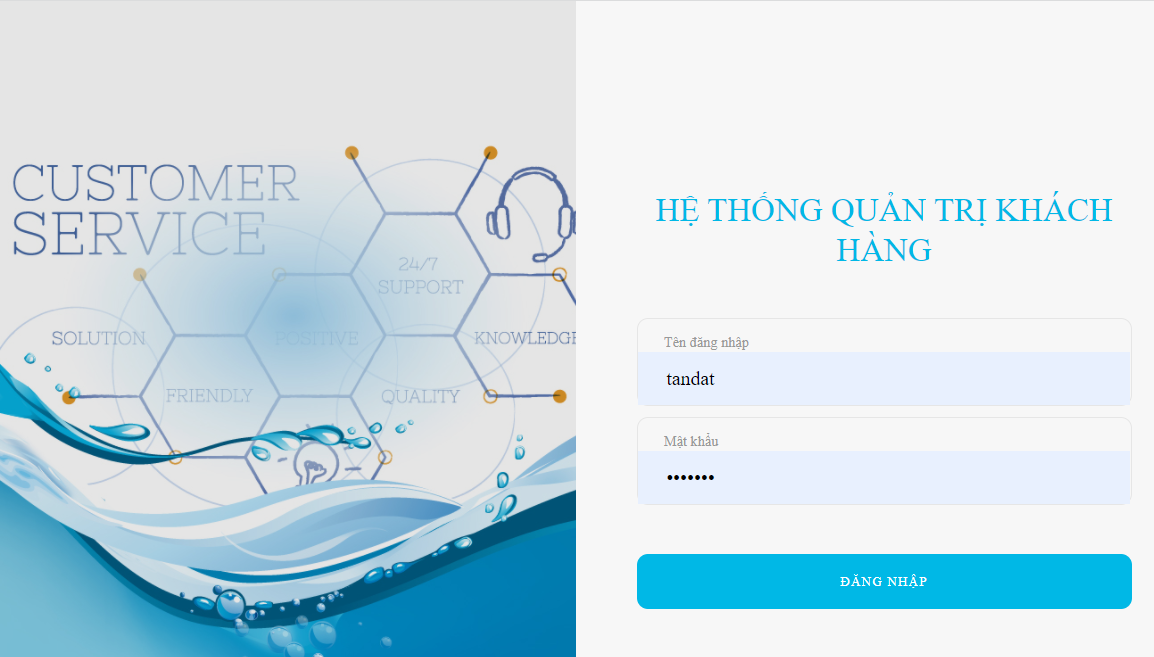 CUSTOMER
SERVICE
24/7
SUPPORT
SOLUTION
POSITIVE
KNOWLEDGE
FRIENDLY
QUALITY
HỆ THỐNG QUẢN TRỊ KHÁCH
HÀNG
Tên đăng nhập
tandat
Mật khẩu
•••••••
ĐĂNG NHẬP